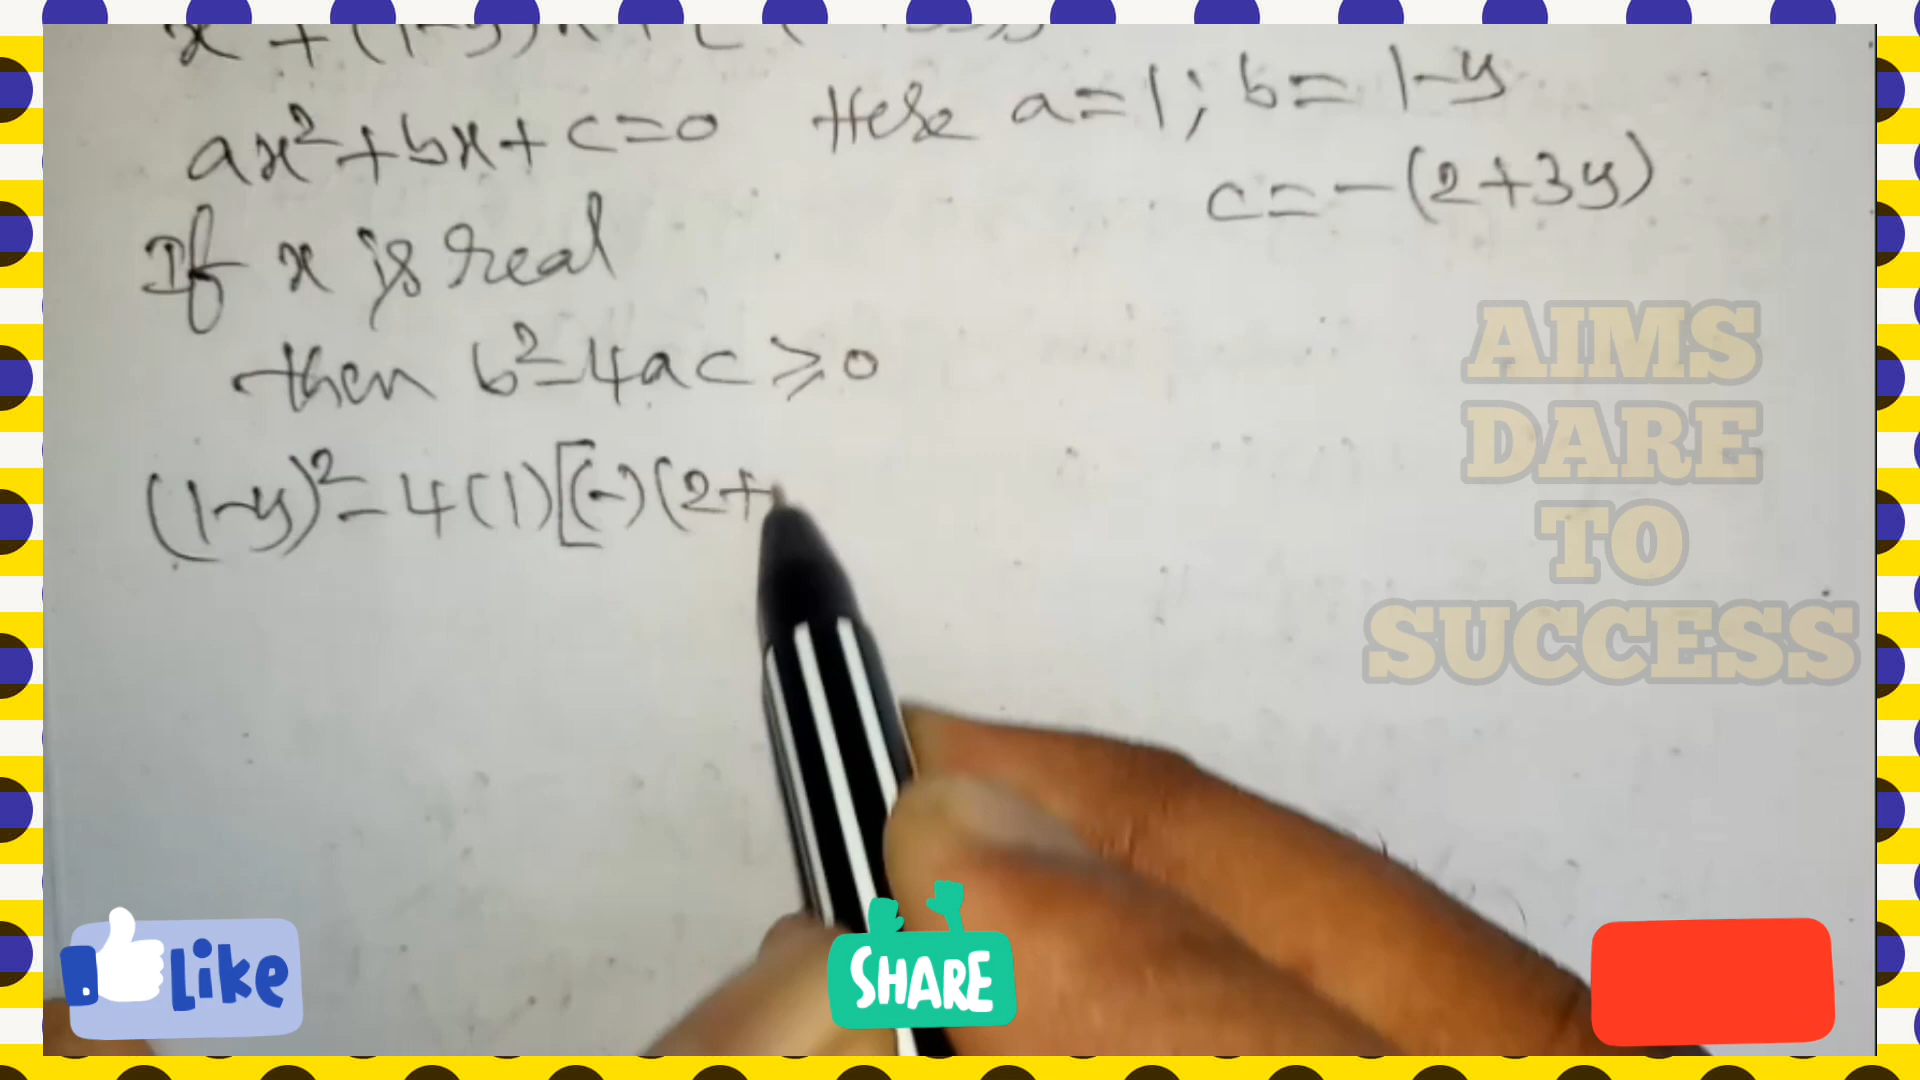 ax²+bx+c=0 Here a=1; b= 1-y
c=-(2+3y)
If x is real
then b²-4ac≥0
(1-y)²-4(1)[(-)(2+
AIMS
DARE
TO
SUCCESS
Like
SHARE